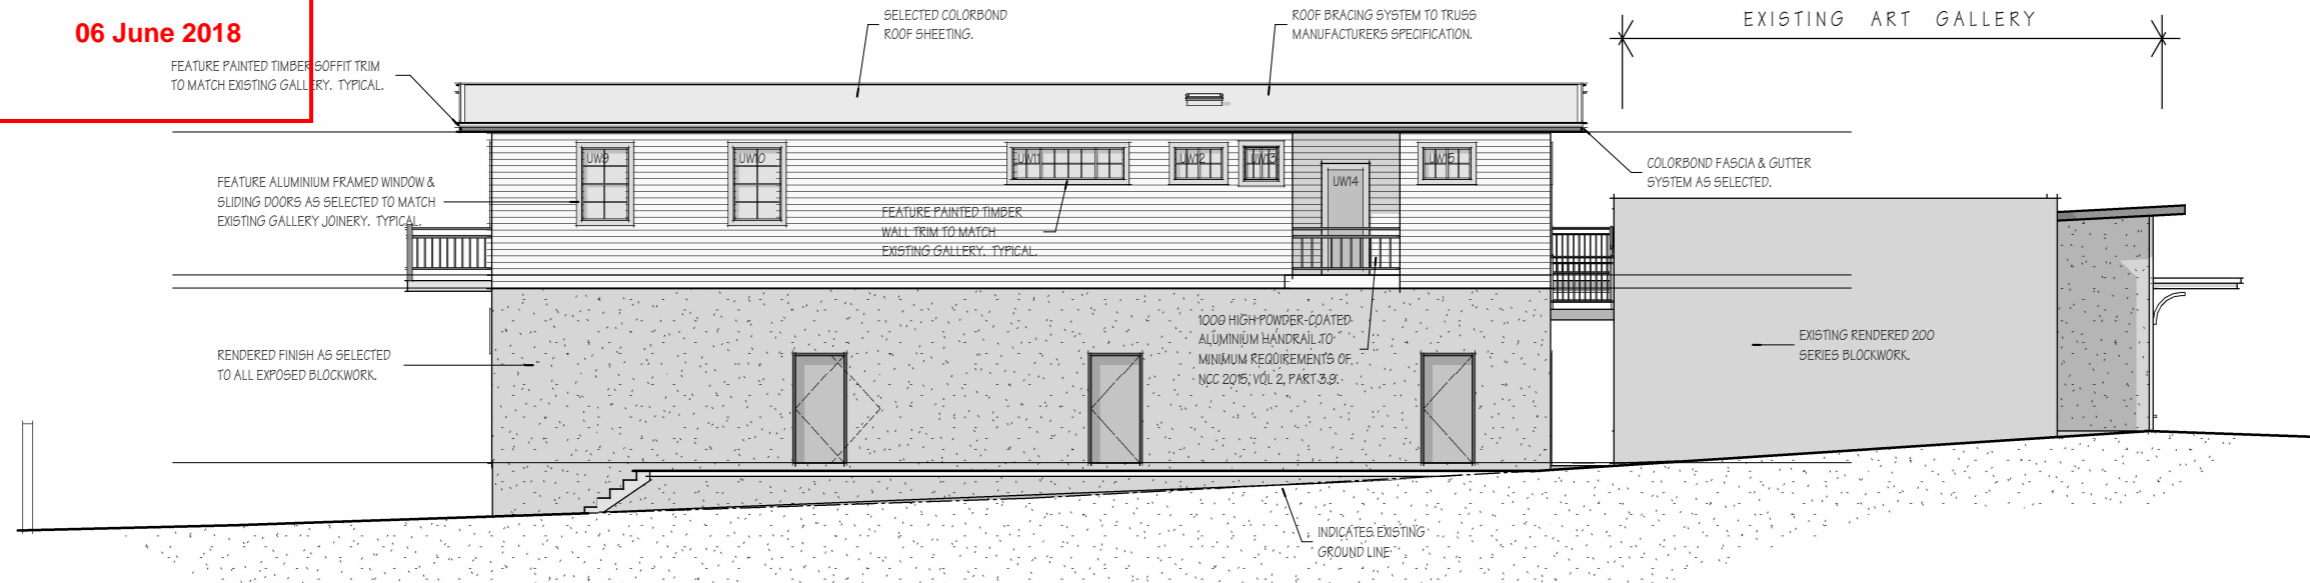 06 June 2018
SELECTED COLORBOND
ROOF SHEETING.
ROOF BRACING SYSTEM TO TRUSS
MANUFACTURERS SPECIFICATION.
EXISTING ART GALLERY
FEATURE PAINTED TIMBER SOFFIT TRIM
TO MATCH EXISTING GALLERY. TYPICAL.
UW9
UW10
UW11
UW12
UW13
UW14
UW15
COLORBOND FASCIA & GUTTER
SYSTEM AS SELECTED.
FEATURE ALUMINIUM FRAMED WINDOW &
SLIDING DOORS AS SELECTED TO MATCH
EXISTING GALLERY JOINERY. TYPICAL.
FEATURE PAINTED TIMBER
WALL TRIM TO MATCH
EXISTING GALLERY. TYPICAL.
1000 HIGH POWDER-COATED
ALUMINIUM HANDRAIL TO
MINIMUM REQUIREMENTS OF
NCC 2015, VOL 2, PART 3.9.
EXISTING RENDERED 200
SERIES BLOCKWORK.
RENDERED FINISH AS SELECTED
TO ALL EXPOSED BLOCKWORK.
INDICATES EXISTING
GROUND LINE